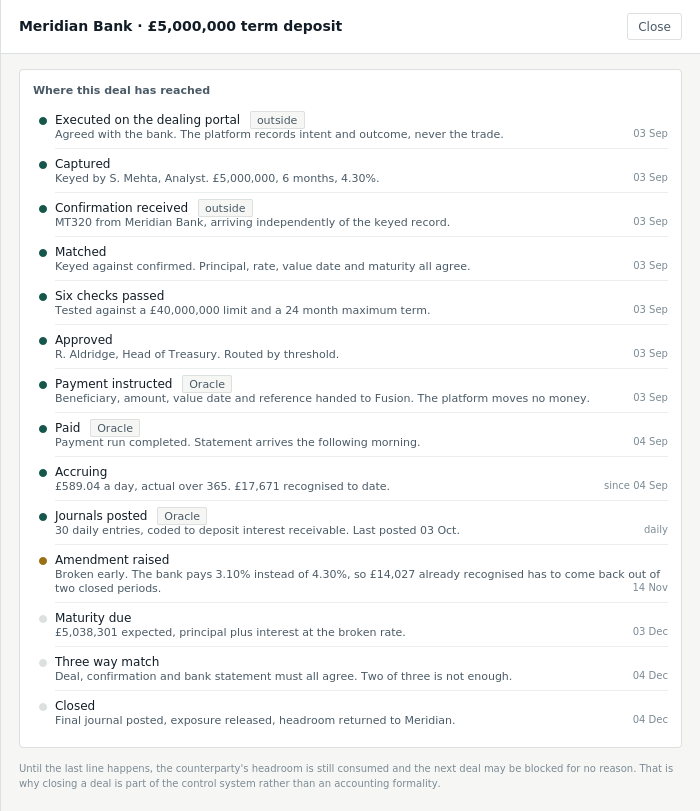 Meridian Bank · £5,000,000 term deposit
Close
Where this deal has reached
Executed on the dealing portal outside
Agreed with the bank. The platform records intent and outcome, never the trade. 03 Sep
Captured
Keyed by S. Mehta, Analyst. £5,000,000, 6 months, 4.30%. 03 Sep
Confirmation received outside
MT320 from Meridian Bank, arriving independently of the keyed record. 03 Sep
Matched
Keyed against confirmed. Principal, rate, value date and maturity all agree. 03 Sep
Six checks passed
Tested against a £40,000,000 limit and a 24 month maximum term. 03 Sep
Approved
R. Aldridge, Head of Treasury. Routed by threshold. 03 Sep
Payment instructed Oracle
Beneficiary, amount, value date and reference handed to Fusion. The platform moves no money. 03 Sep
Paid Oracle
Payment run completed. Statement arrives the following morning. 04 Sep
Accruing
£589.04 a day, actual over 365. £17,671 recognised to date. since 04 Sep
Journals posted Oracle
30 daily entries, coded to deposit interest receivable. Last posted 03 Oct. daily
Amendment raised
Broken early. The bank pays 3.10% instead of 4.30%, so £14,027 already recognised has to come back out of
two closed periods. 14 Nov
Maturity due
£5,038,301 expected, principal plus interest at the broken rate. 03 Dec
Three way match
Deal, confirmation and bank statement must all agree. Two of three is not enough. 04 Dec
Closed
Final journal posted, exposure released, headroom returned to Meridian. 04 Dec
Until the last line happens, the counterparty's headroom is still consumed and the next deal may be blocked for no reason. That is
why closing a deal is part of the control system rather than an accounting formality.